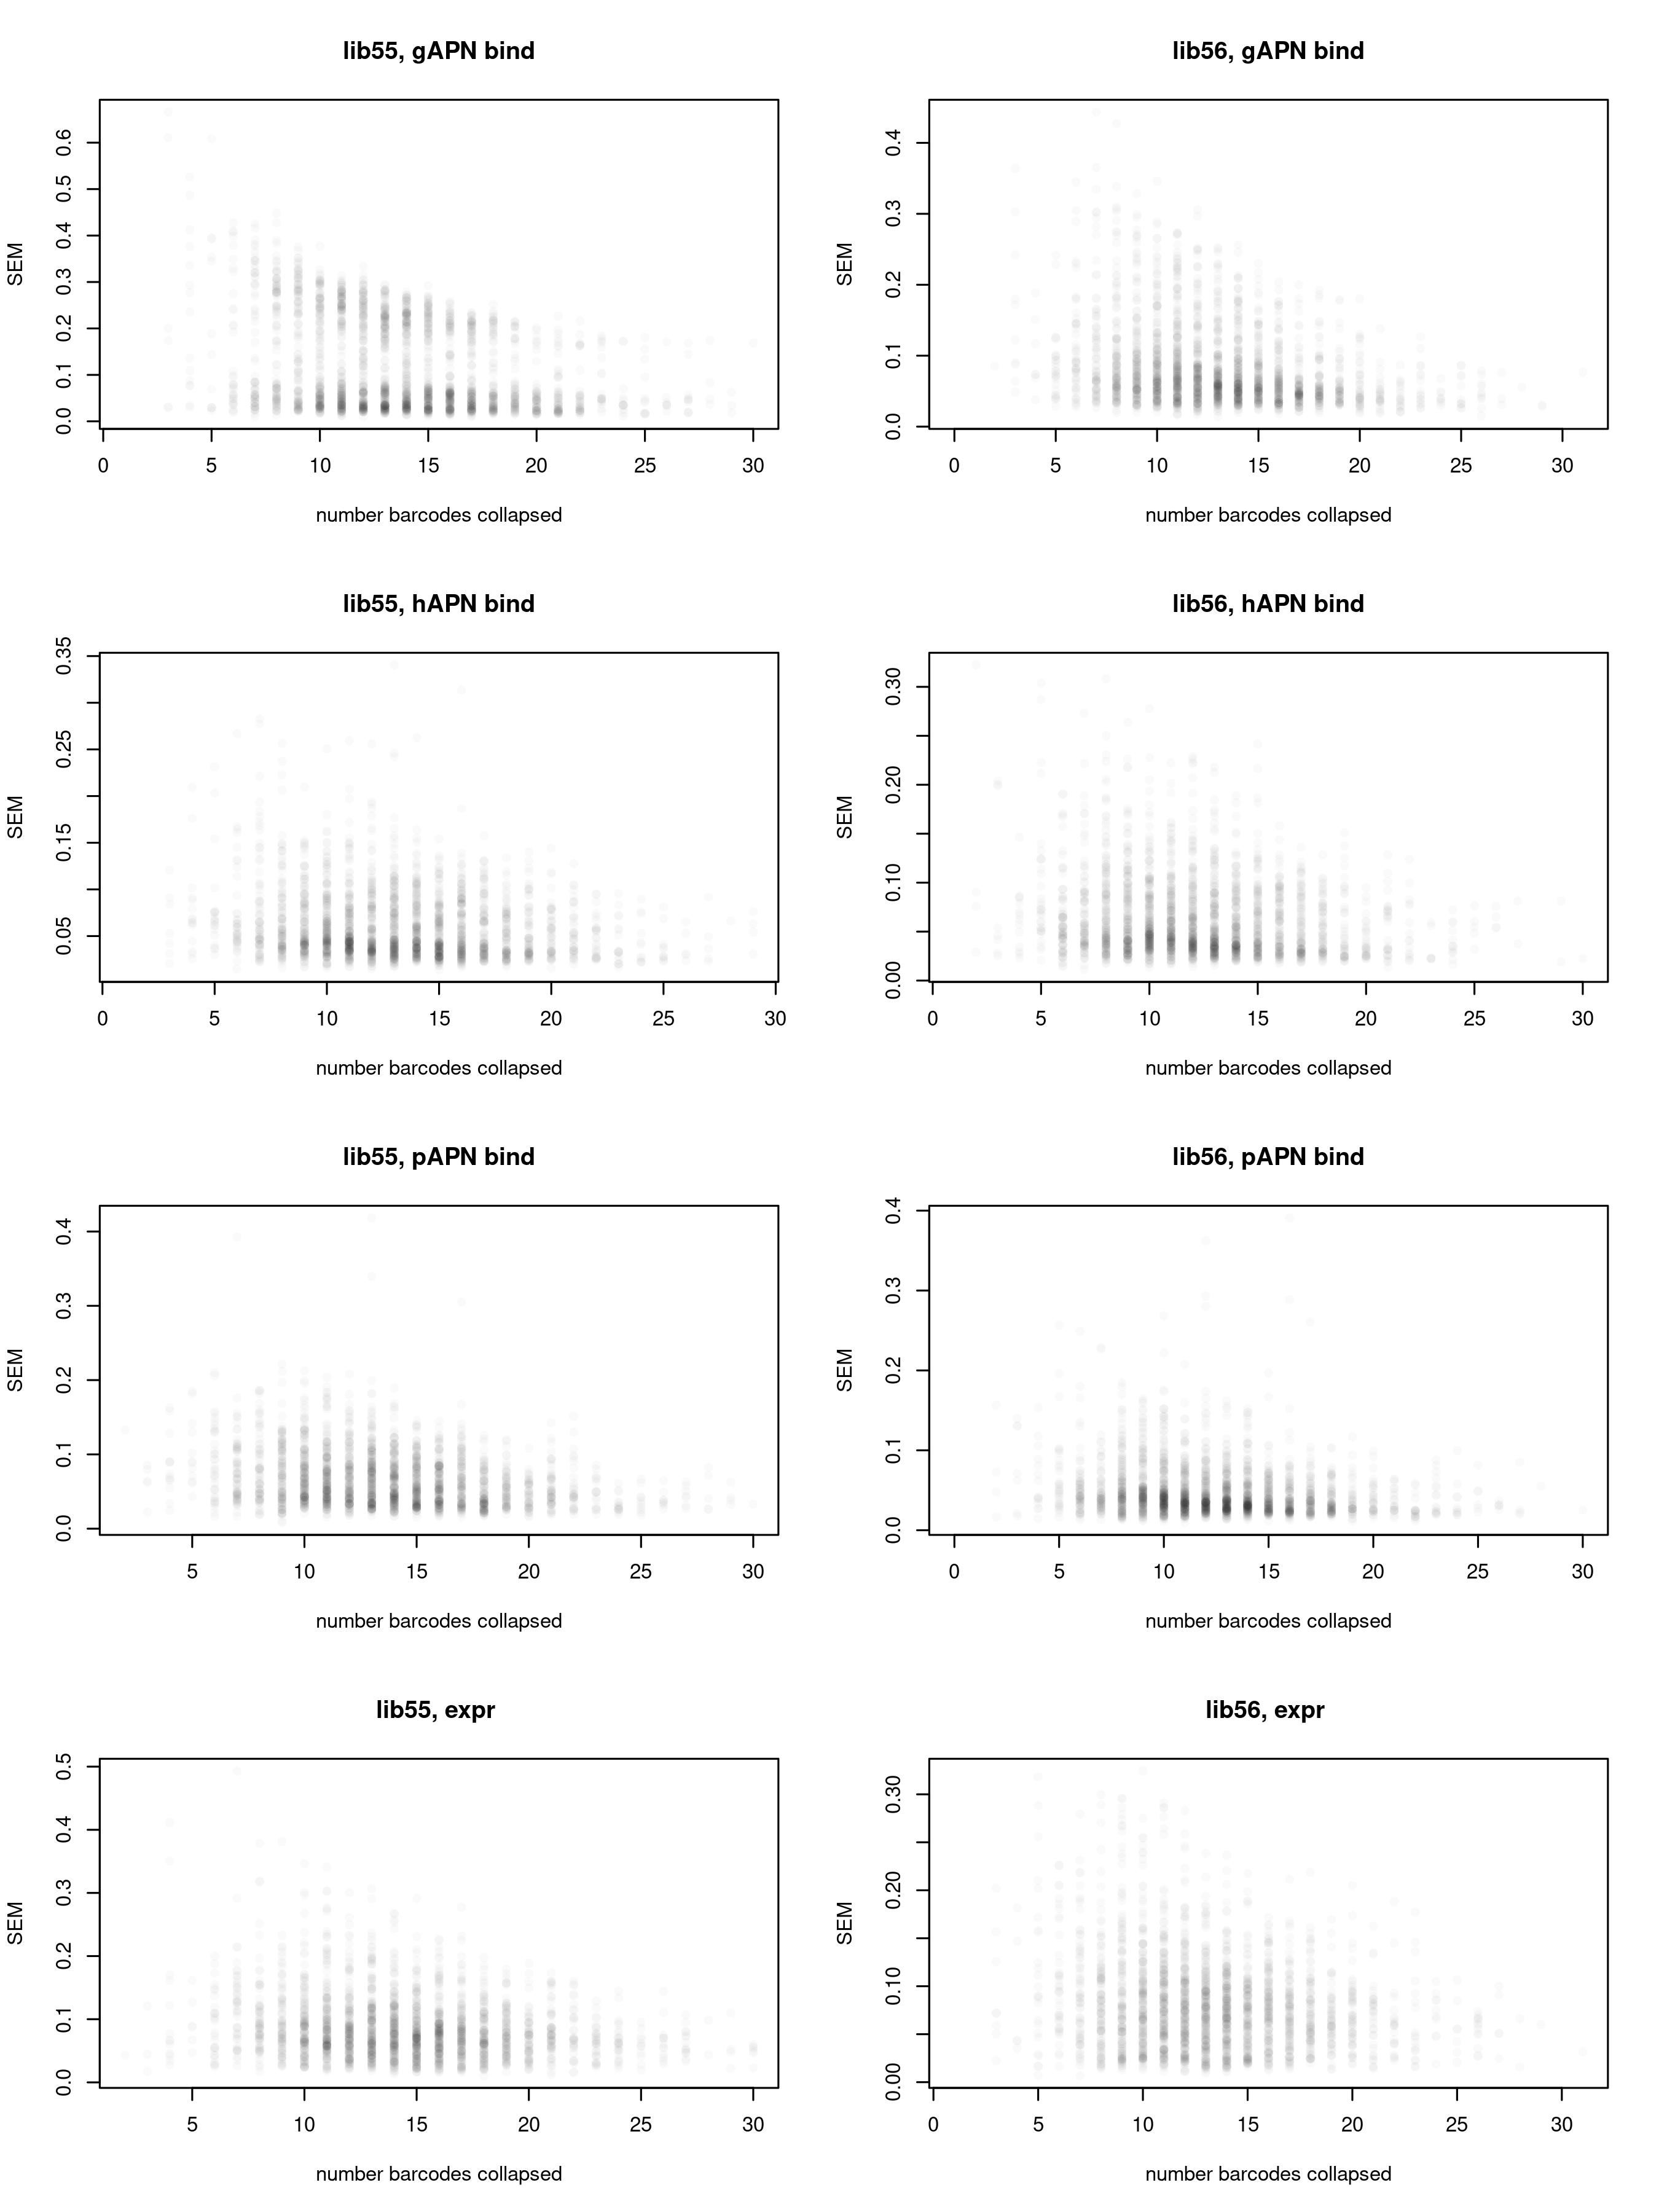 lib55, gAPN bind
SEM
0.0 0.1 0.2 0.3 0.4 0.5 0.6
0 5 10 15 20 25 30
number barcodes collapsed
lib56, gAPN bind
SEM
0.0 0.1 0.2 0.3 0.4
0 5 10 15 20 25 30
number barcodes collapsed
lib55, hAPN bind
SEM
0.05 0.15 0.25 0.35
0 5 10 15 20 25 30
number barcodes collapsed
lib56, hAPN bind
SEM
0.00 0.10 0.20 0.30
0 5 10 15 20 25 30
number barcodes collapsed
lib55, pAPN bind
SEM
0.0 0.1 0.2 0.3 0.4
5 10 15 20 25 30
number barcodes collapsed
lib56, pAPN bind
SEM
0.0 0.1 0.2 0.3 0.4
0 5 10 15 20 25 30
number barcodes collapsed
lib55, expr
SEM
0.0 0.1 0.2 0.3 0.4 0.5
5 10 15 20 25 30
number barcodes collapsed
lib56, expr
SEM
0.00 0.10 0.20 0.30
0 5 10 15 20 25 30
number barcodes collapsed